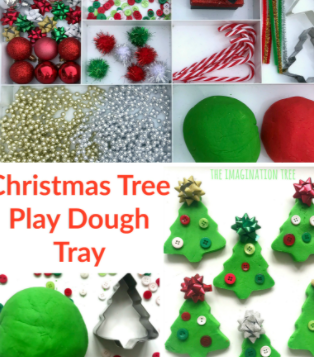 THE IMAGINATION TREE
Christmas Tree
Play Dough
Tray